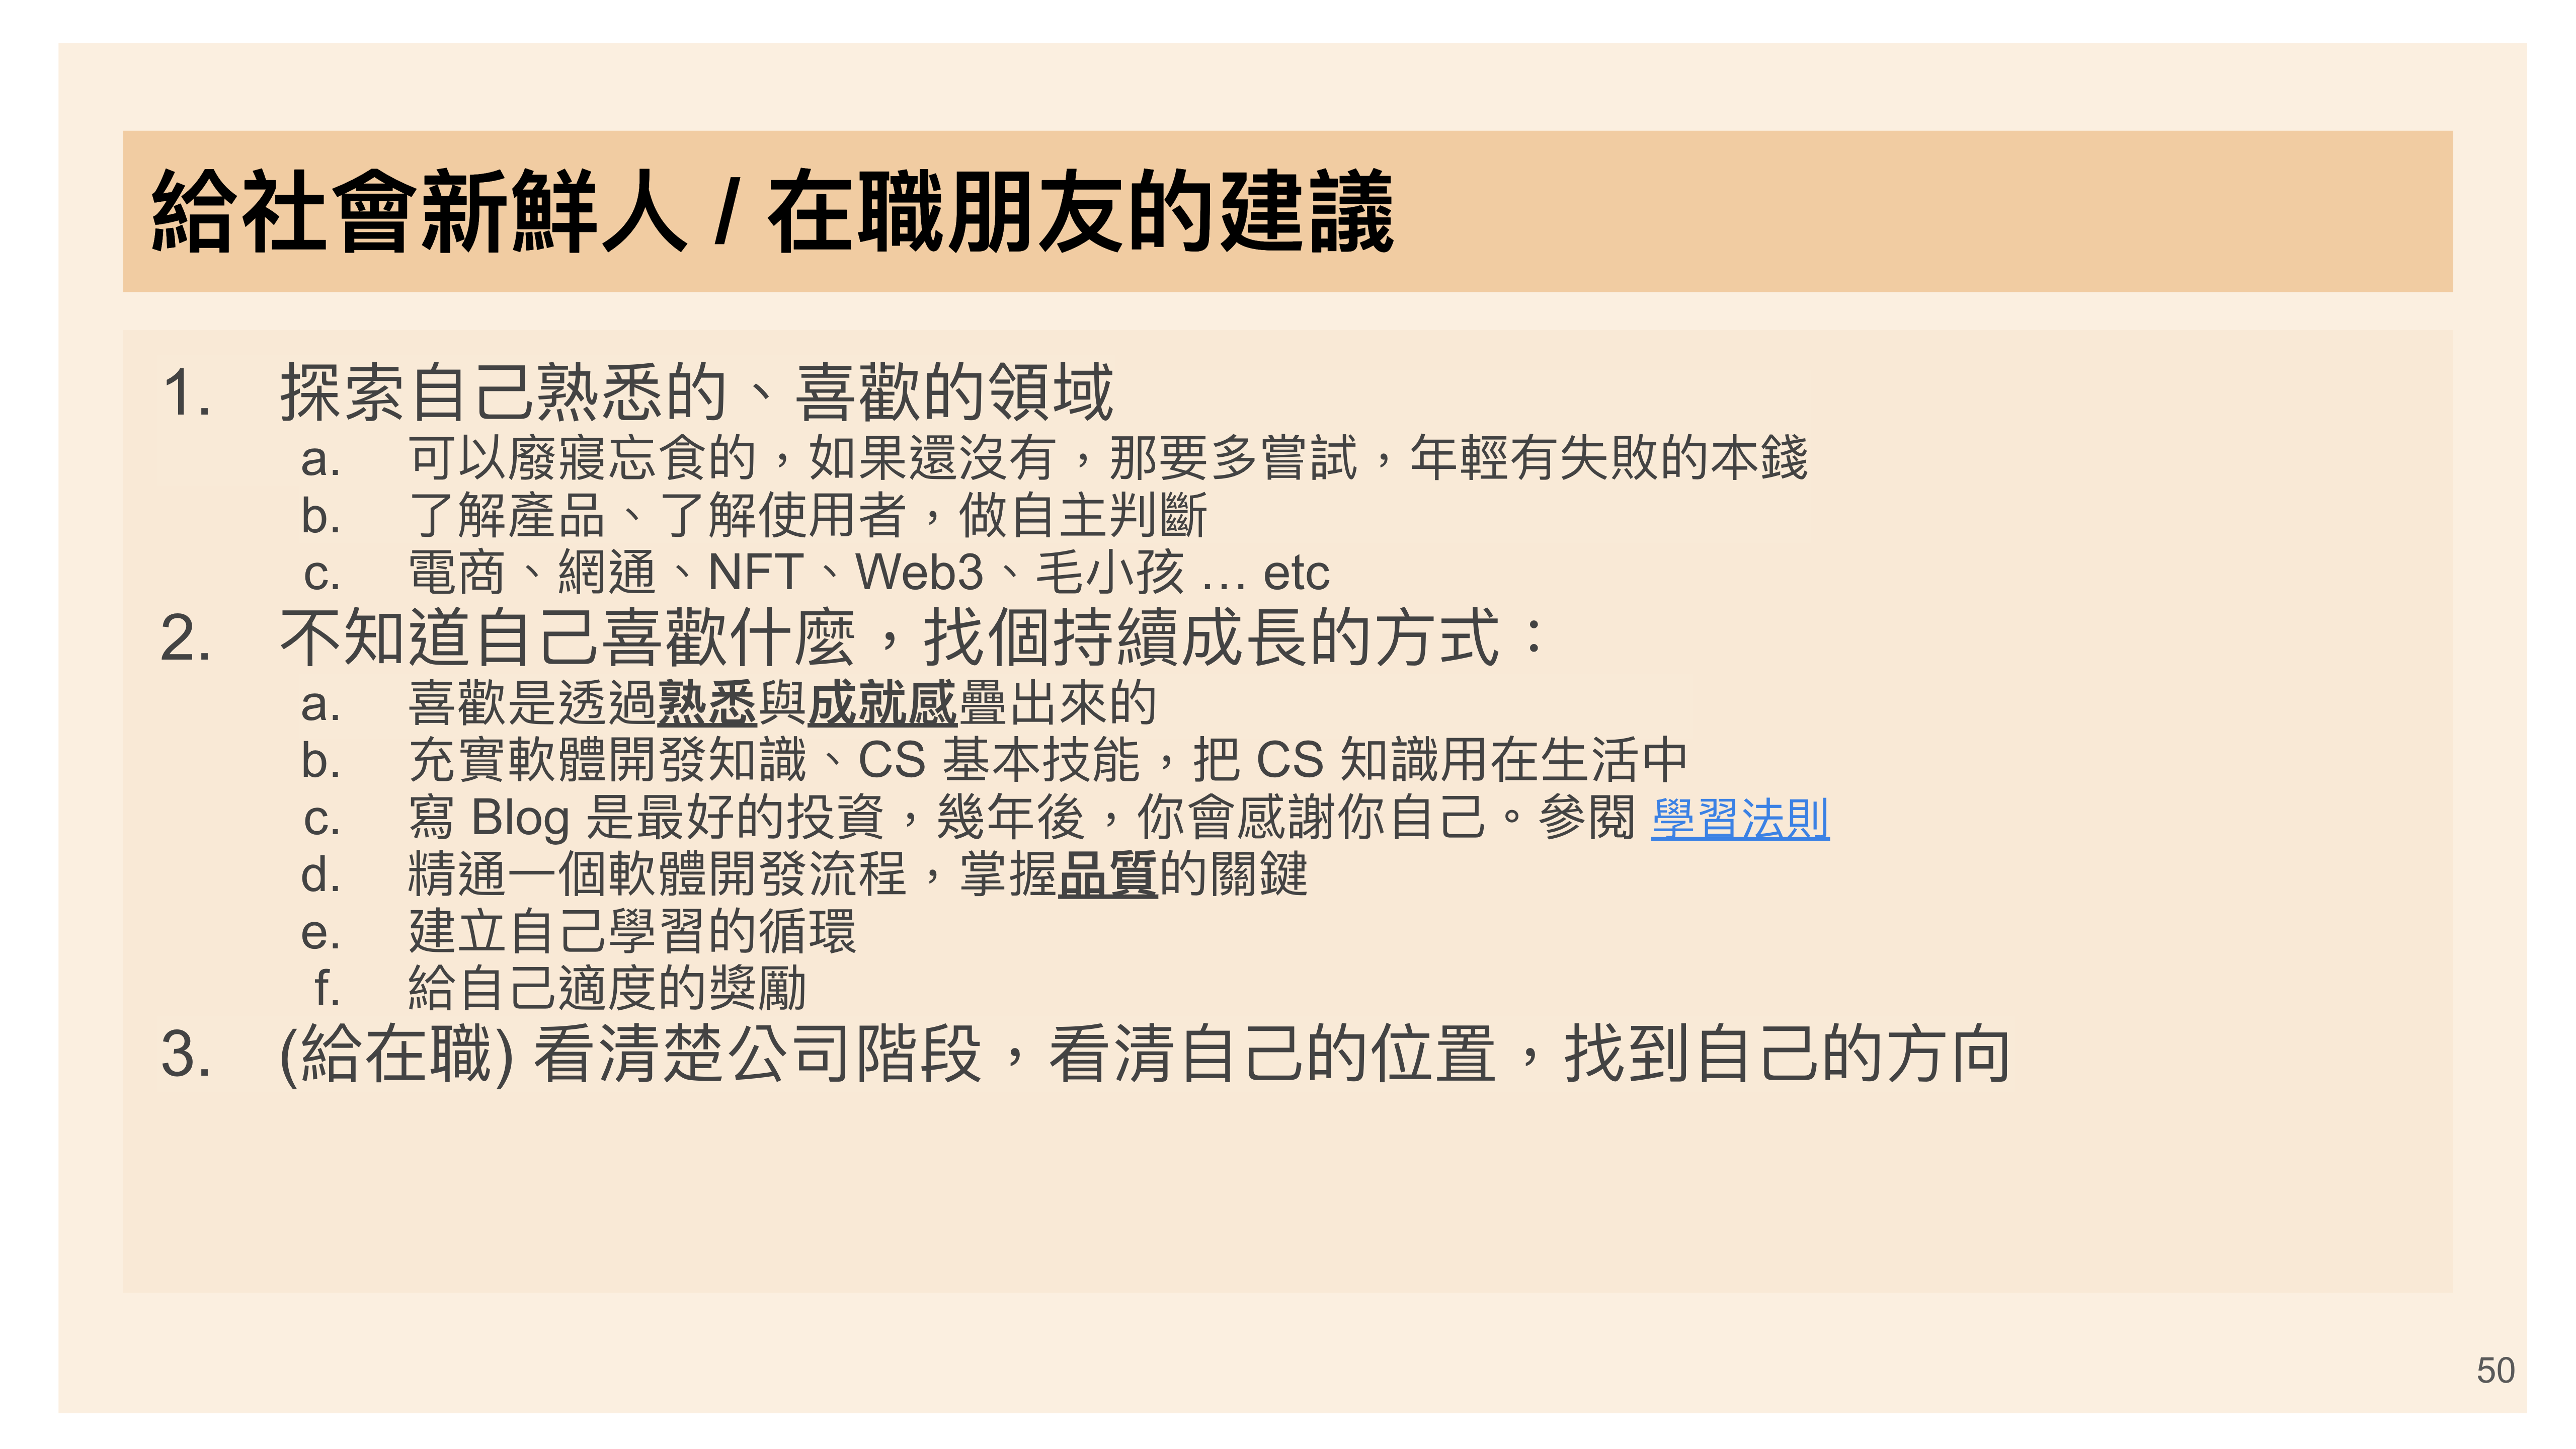 給社會新鮮人 / 在職朋友的建議
1. 探索自己熟悉的、喜歡的領域
a. 可以廢寢忘食的，如果還沒有，那要多嘗試，年輕有失敗的本錢
b. 了解產品、了解使用者，做自主判斷
c. 電商、網通、NFT、Web3、毛小孩 … etc
2. 不知道自己喜歡什麼，找個持續成長的方式：
a. 喜歡是透過熟悉與成就感疊出來的
b. 充實軟體開發知識、CS 基本技能，把 CS 知識用在生活中
c. 寫 Blog 是最好的投資，幾年後，你會感謝你自己。參閱 學習法則
d. 精通一個軟體開發流程，掌握品質的關鍵
e. 建立自己學習的循環
f. 給自己適度的獎勵
3. (給在職) 看清楚公司階段，看清自己的位置，找到自己的方向
50